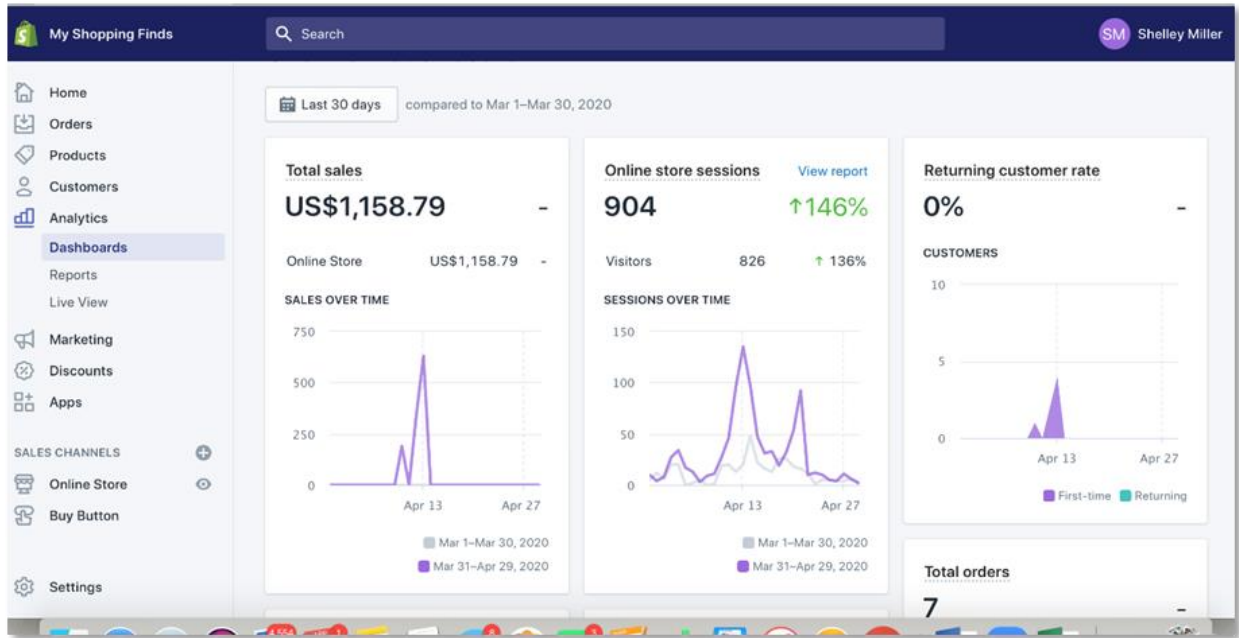 My Shopping Finds
Search
SM Shelley Miller
Home
Orders
Products
Customers
Analytics
Dashboards
Reports
Live View
Marketing
Discounts
Apps
SALES CHANNELS
Online Store
Buy Button
Settings
Last 30 days compared to Mar 1–Mar 30, 2020
Total sales
US$1,158.79 -
Online Store US$1,158.79 -
SALES OVER TIME
750
500
250
0
Apr 13 Apr 27
Mar 1–Mar 30, 2020
Mar 31–Apr 29, 2020
Online store sessions View report
904 ↑146%
Visitors 826 ↑ 136%
SESSIONS OVER TIME
150
100
50
0
Apr 13 Apr 27
Mar 1–Mar 30, 2020
Mar 31–Apr 29, 2020
Returning customer rate
0% -
CUSTOMERS
10
5
0
Apr 13 Apr 27
First-time Returning
Total orders
7 -